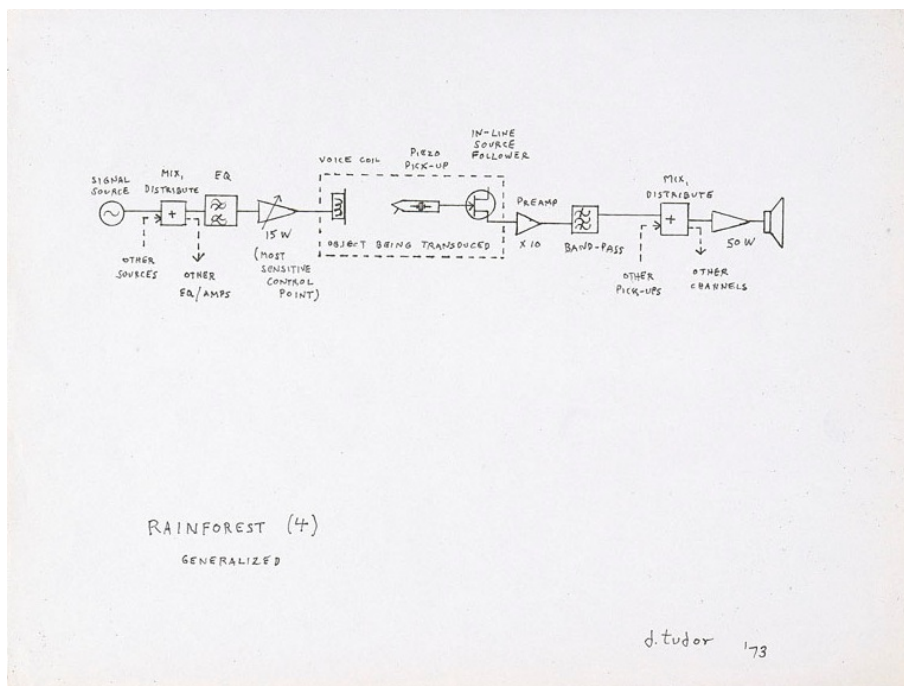 SIGNAL
SOURCE
MIX,
DISTRIBUTE
+
OTHER
SOURCES
OTHER
EQ/AMPS
EQ
15 W
(MOST
SENSITIVE
CONTROL
POINT)
VOICE COIL
PIEZO
PICK-UP
IN-LINE
SOURCE
FOLLOWER
OBJECT BEING TRANSDUCED
PREAMP
X 10
BAND-PASS
MIX,
DISTRIBUTE
+
OTHER
PICK-UPS
OTHER
CHANNELS
50 W
RAINFOREST (4)
GENERALIZED
d. tudor '73